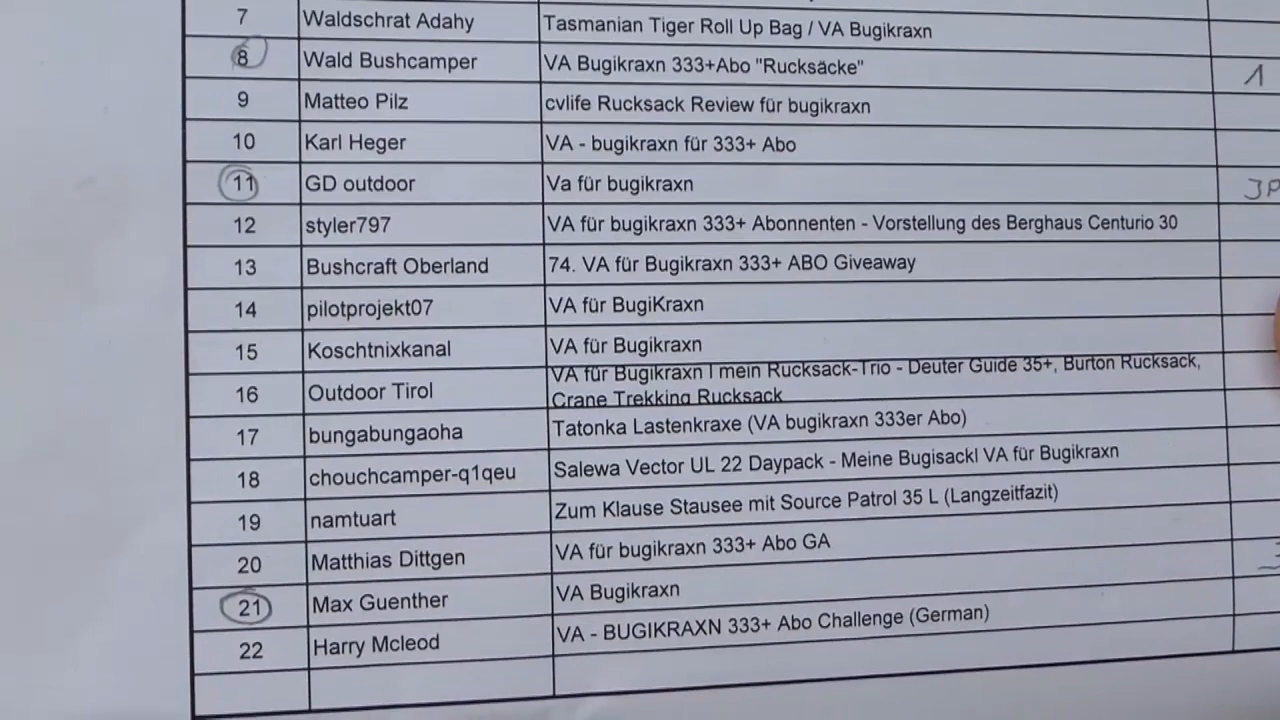 7 Waldschrat Adahy Tasmanian Tiger Roll Up Bag / VA Bugikraxn
8 Wald Bushcamper VA Bugikraxn 333+Abo "Rucksäcke" 1
9 Matteo Pilz cvlife Rucksack Review für bugikraxn
10 Karl Heger VA - bugikraxn für 333+ Abo
11 GD outdoor Va für bugikraxn
12 styler797 VA für bugikraxn 333+ Abonnenten - Vorstellung des Berghaus Centurio 30
13 Bushcraft Oberland 74. VA für Bugikraxn 333+ ABO Giveaway
14 pilotprojekt07 VA für BugiKraxn
15 Koschtnixkanal VA für Bugikraxn
16 Outdoor Tirol VA für Bugikraxn I mein Rucksack-Trio - Deuter Guide 35+, Burton Rucksack,
Crane Trekking Rucksack
17 bungabungaoha Tatonka Lastenkraxe (VA bugikraxn 333er Abo)
18 chouchcamper-q1qeu Salewa Vector UL 22 Daypack - Meine Bugisackl VA für Bugikraxn
19 namtuart Zum Klause Stausee mit Source Patrol 35 L (Langzeitfazit)
20 Matthias Dittgen VA für bugikraxn 333+ Abo GA
21 Max Guenther VA Bugikraxn
22 Harry Mcleod VA - BUGIKRAXN 333+ Abo Challenge (German)